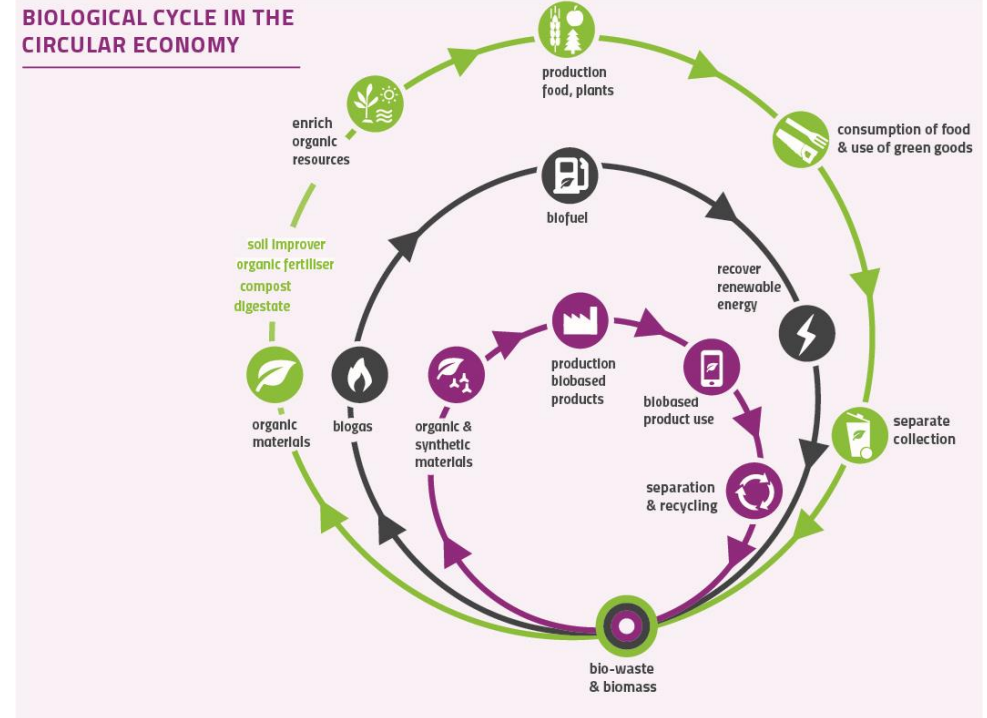 BIOLOGICAL CYCLE IN THE
CIRCULAR ECONOMY
production
food, plants
enrich
organic
resources
consumption of food
& use of green goods
biofuel
soil improver
organic fertiliser
compost
digestate
recover
renewable
energy
production
biobased
products
biobased
product use
organic
materials
biogas
organic &
synthetic
materials
separate
collection
separation
& recycling
bio-waste
& biomass